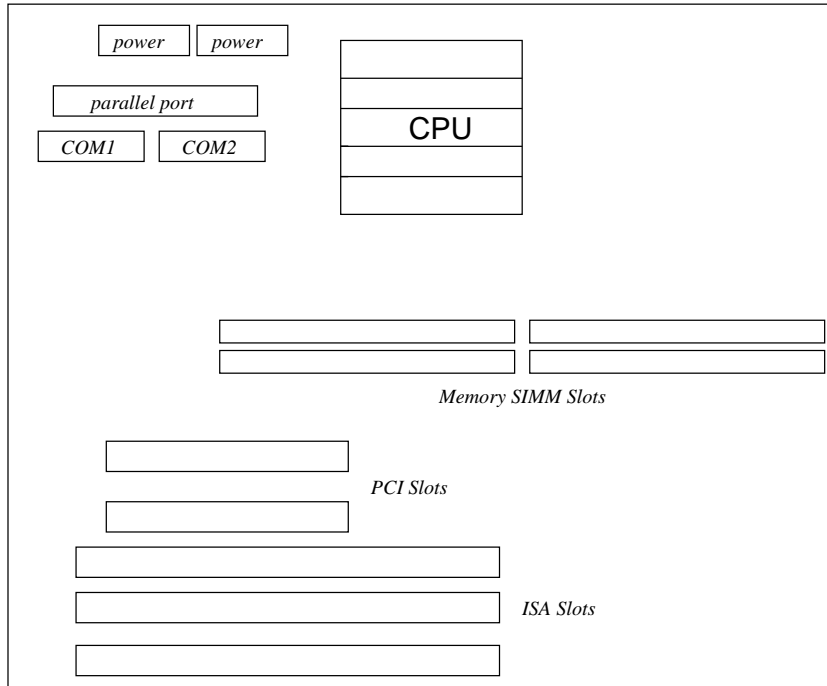 power power
parallel port
CPU
COM1 COM2
Memory SIMM Slots
PCI Slots
ISA Slots